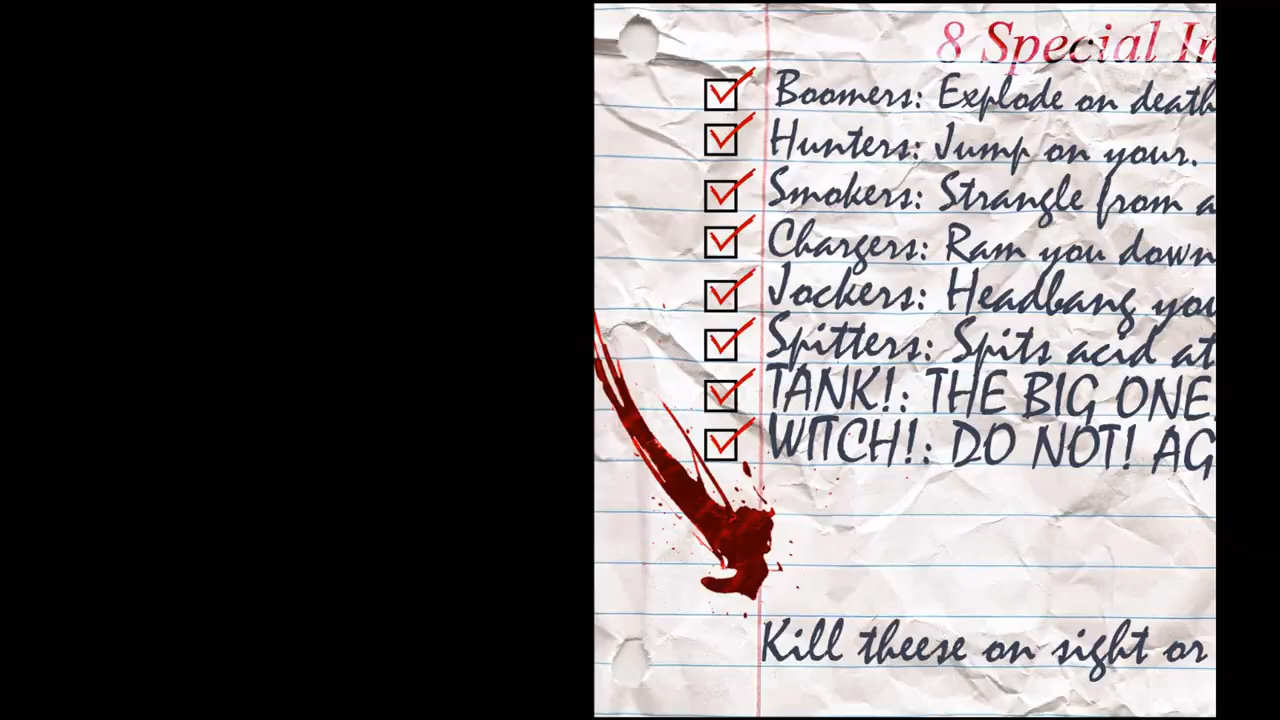 8 Special In
Boomers: Explode on death
Hunters: Jump on your.
Smokers: Strangle from a
Chargers: Ram you down
Jockers: Headbang you
Spitters: Spits acid at
TANK!: THE BIG ONE.
WITCH!: DO NOT! AG
Kill theese on sight or